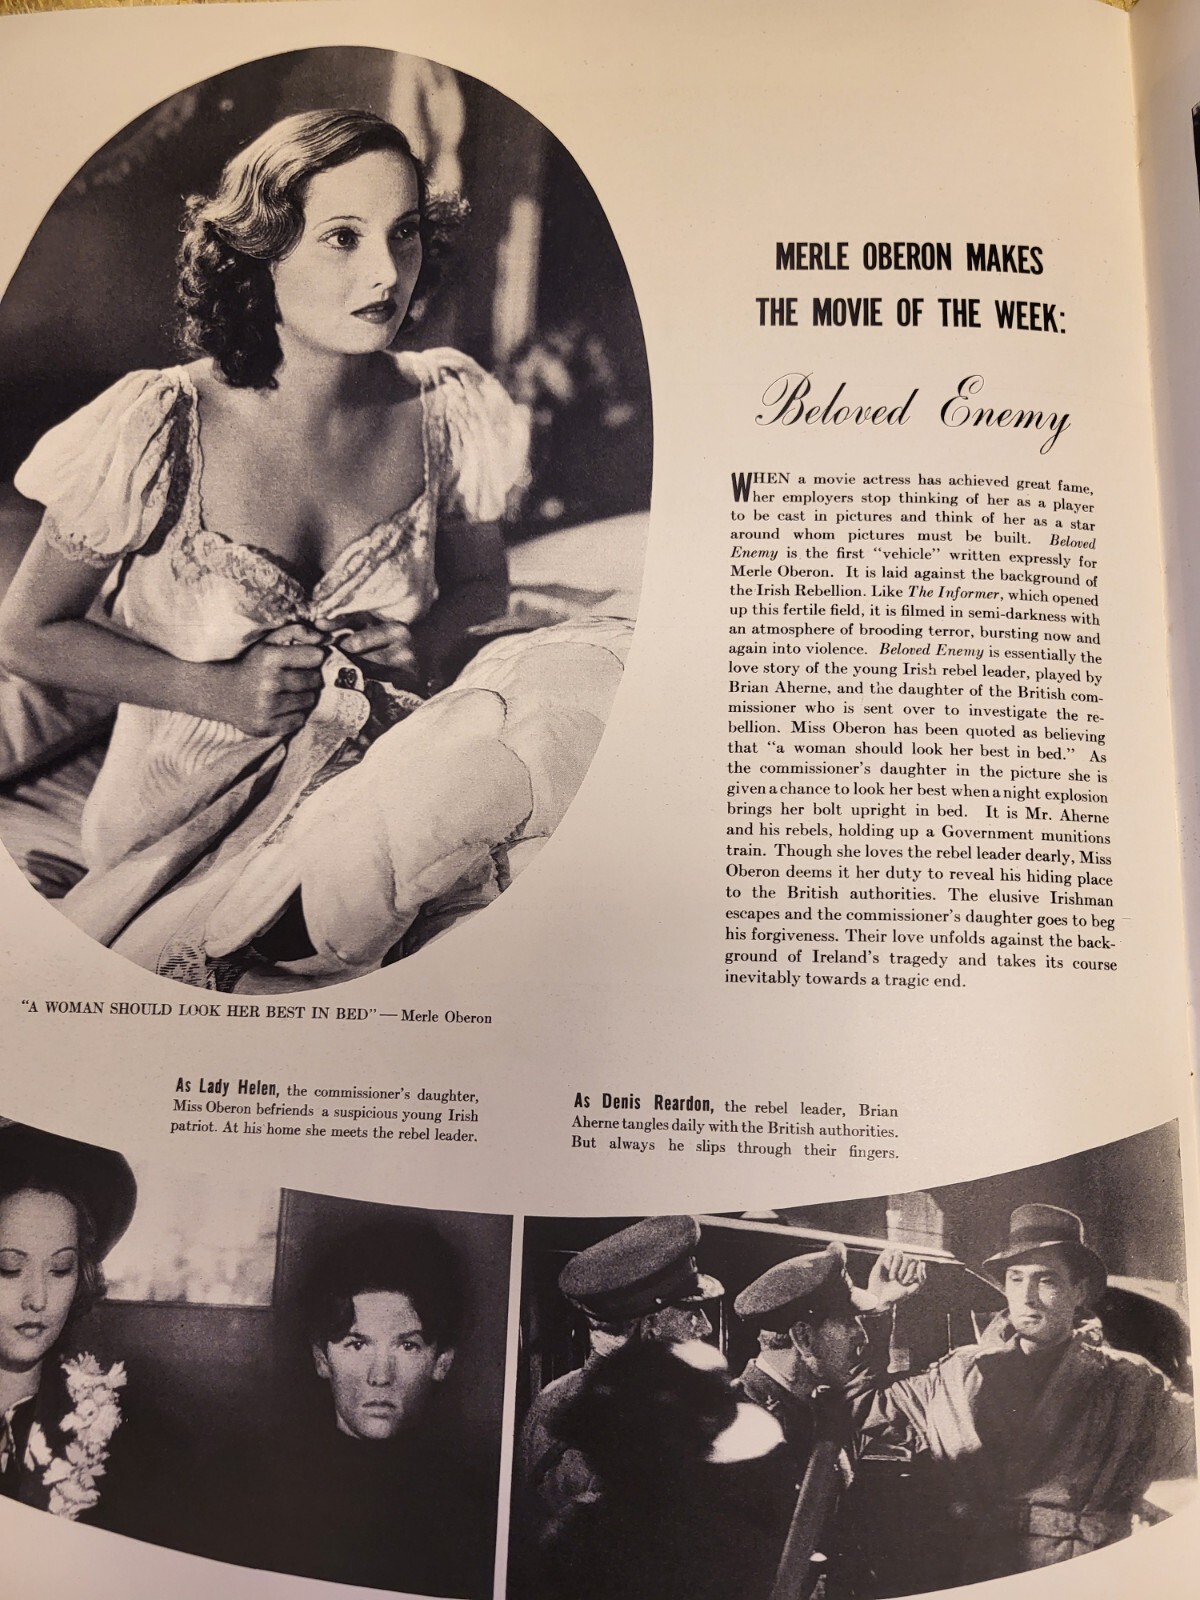 MERLE OBERON MAKES
THE MOVIE OF THE WEEK:
Beloved Enemy
WHEN a movie actress has achieved great fame,
her employers stop thinking of her as a player
to be cast in pictures and think of her as a star
around whom pictures must be built. Beloved
Enemy is the first "vehicle" written expressly for
Merle Oberon. It is laid against the background of
the Irish Rebellion. Like The Informer, which opened
up this fertile field, it is filmed in semi-darkness with
an atmosphere of brooding terror, bursting now and
again into violence. Beloved Enemy is essentially the
love story of the young Irish rebel leader, played by
Brian Aherne, and the daughter of the British com-
missioner who is sent over to investigate the re-
bellion. Miss Oberon has been quoted as believing
that "a woman should look her best in bed." As
the commissioner's daughter in the picture she is
given a chance to look her best when a night explosion
brings her bolt upright in bed. It is Mr. Aherne
and his rebels, holding up a Government munitions
train. Though she loves the rebel leader dearly, Miss
Oberon deems it her duty to reveal his hiding place
to the British authorities. The elusive Irishman
escapes and the commissioner's daughter goes to beg
his forgiveness. Their love unfolds against the back-
ground of Ireland's tragedy and takes its course
inevitably towards a tragic end.
"A WOMAN SHOULD LOOK HER BEST IN BED"—Merle Oberon
As Lady Helen, the commissioner's daughter,
Miss Oberon befriends a suspicious young Irish
patriot. At his home she meets the rebel leader.
As Denis Reardon, the rebel leader, Brian
Aherne tangles daily with the British authorities.
But always he slips through their fingers.